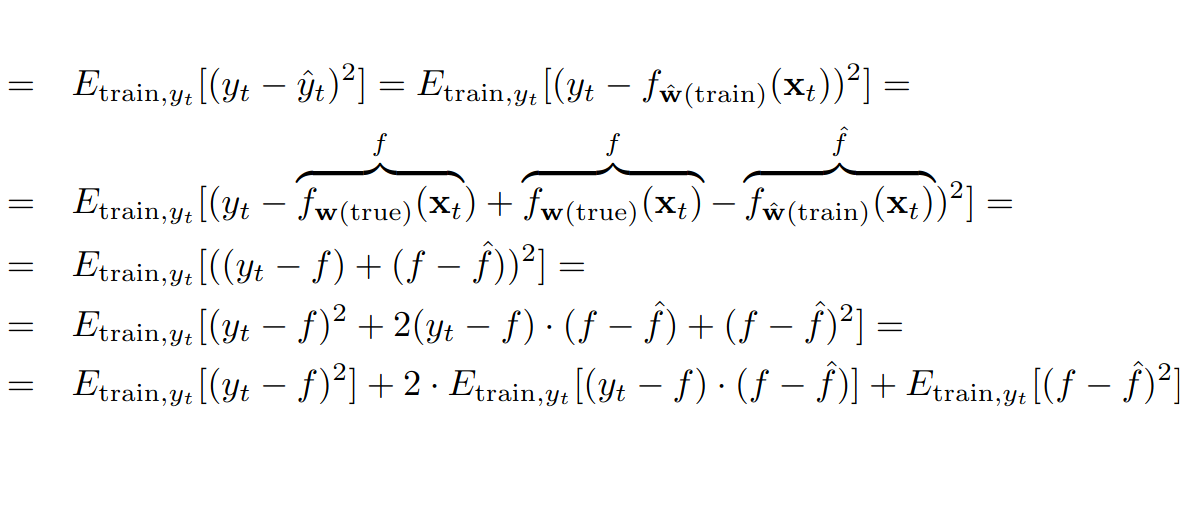 = E_{train,y_t}[(y_t − ŷ_t)²] = E_{train,y_t}[(y_t − f_{ŵ(train)}(x_t))²] =
f f f̂
= E_{train,y_t}[(y_t − f_{w(true)}(x_t) + f_{w(true)}(x_t) − f_{ŵ(train)}(x_t))²] =
= E_{train,y_t}[((y_t − f) + (f − f̂))²] =
= E_{train,y_t}[(y_t − f)² + 2(y_t − f) · (f − f̂) + (f − f̂)²] =
= E_{train,y_t}[(y_t − f)²] + 2 · E_{train,y_t}[(y_t − f) · (f − f̂)] + E_{train,y_t}[(f − f̂)²]